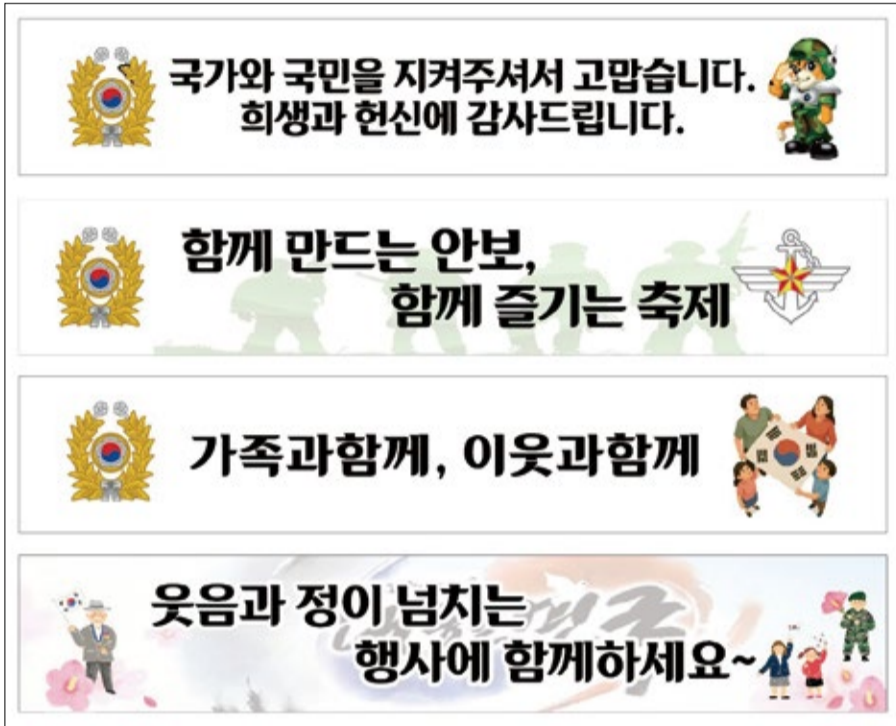 국가와 국민을 지켜주셔서 고맙습니다.
희생과 헌신에 감사드립니다.
함께 만드는 안보,
함께 즐기는 축제
가족과함께, 이웃과함께
웃음과 정이 넘치는
행사에 함께하세요~